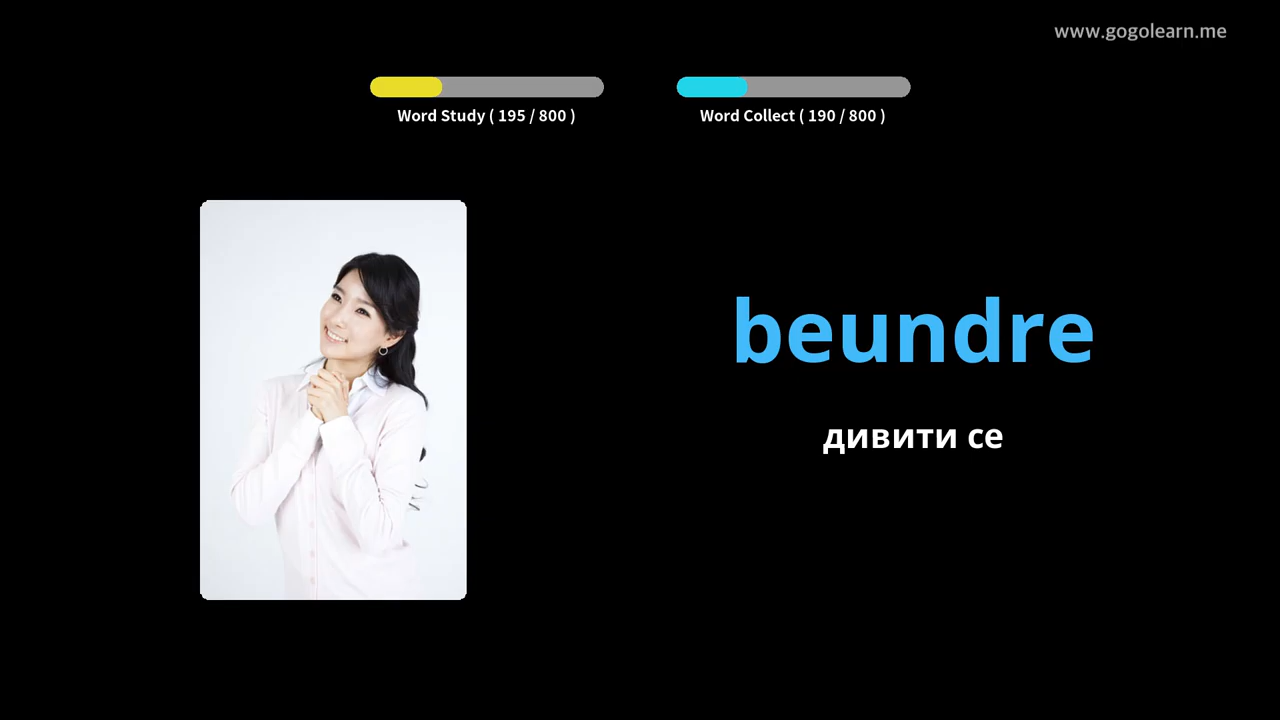 www.gogolearn.me
Word Study ( 195 / 800 )
Word Collect ( 190 / 800 )
beundre
дивити се